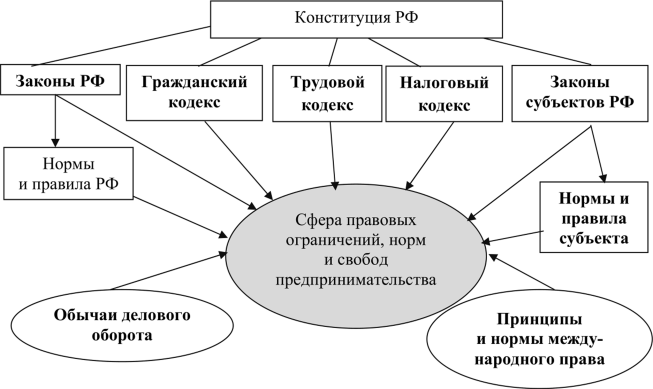 Конституция РФ
Законы РФ
Гражданский
кодекс
Трудовой
кодекс
Налоговый
кодекс
Законы
субъектов РФ
Нормы
и правила РФ
Нормы и
правила
субъекта
Сфера правовых
ограничений, норм
и свобод
предпринимательства
Обычаи делового
оборота
Принципы
и нормы между-
народного права